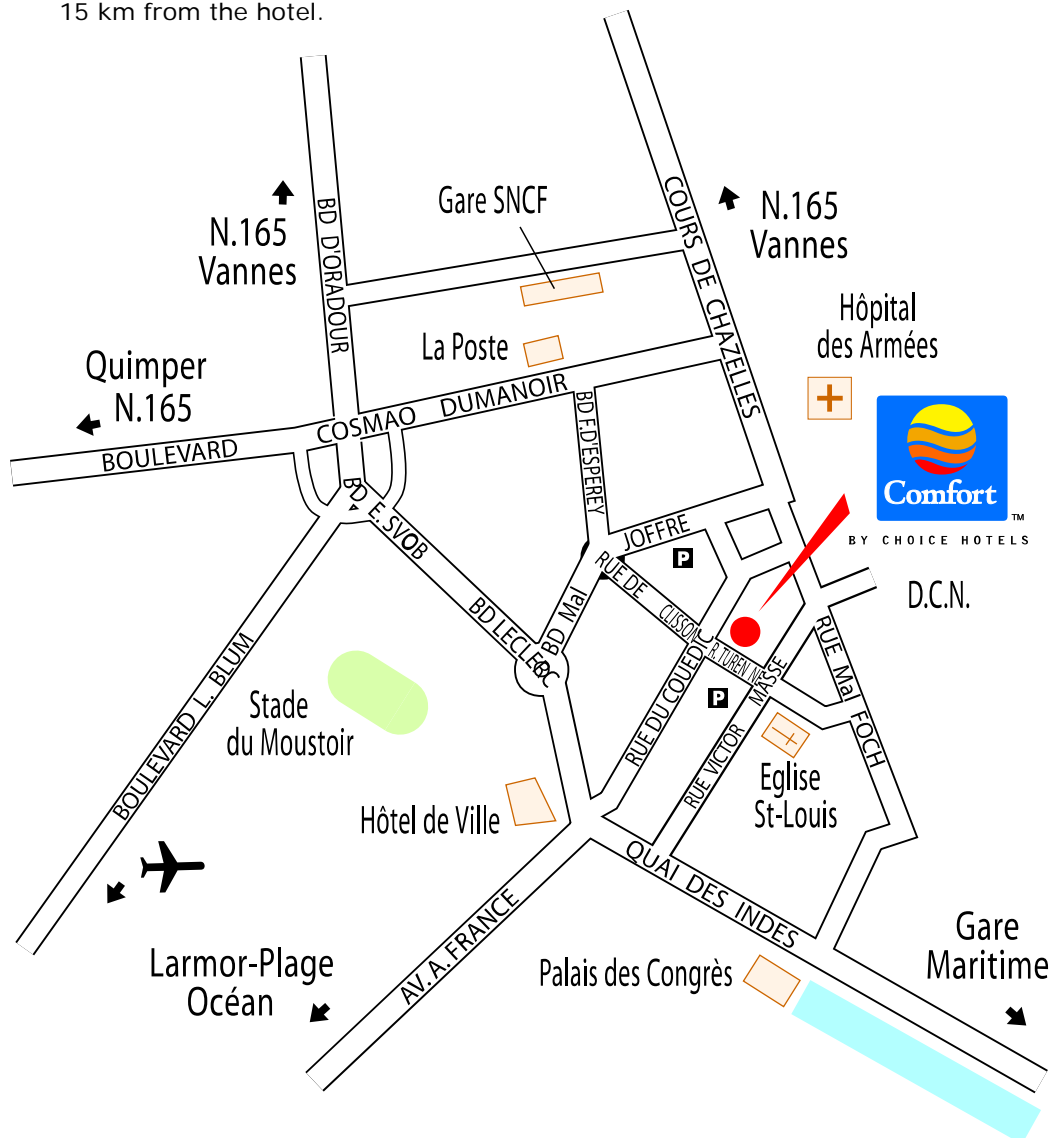 15 km from the hotel.
Gare SNCF
N.165
Vannes
BD D'ORADOUR
COURS DE CHAZELLES
N.165
Vannes
Hôpital
des Armées
La Poste
Quimper
N.165
BOULEVARD COSMAO DUMANOIR
BD F.D'ESPEREY
Comfort
TM
BY CHOICE HOTELS
BD E. SVOB
JOFFRE
P
D.C.N.
RUE DE CLISSON
BD Mal
BD LECLERC
R. TURENNE
RUE Mal FOCH
BOULEVARD L. BLUM
Stade
du Moustoir
RUE DU COUEDIC
P
RUE VICTOR MASSE
Eglise
St-Louis
Hôtel de Ville
QUAI DES INDES
AV. A. FRANCE
Larmor-Plage
Océan
Palais des Congrès
Gare
Maritime